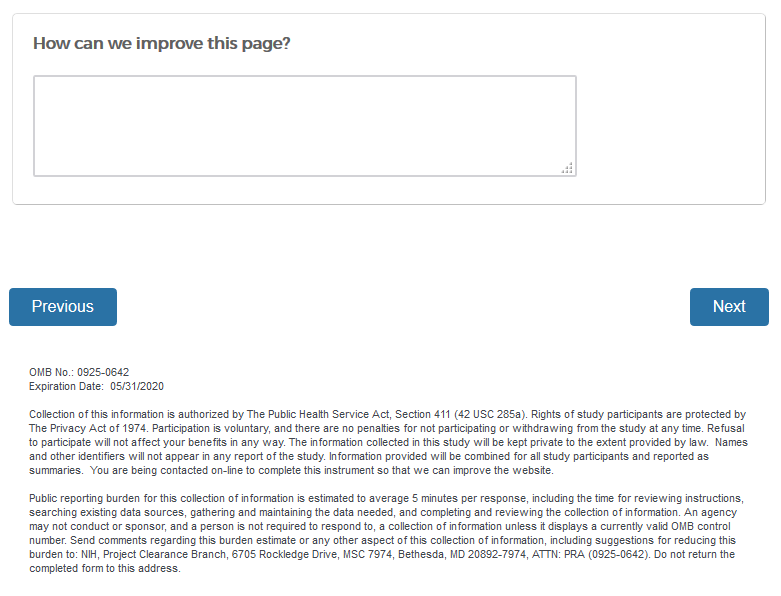 How can we improve this page?
Previous
Next
OMB No.: 0925-0642
Expiration Date:  05/31/2020
Collection of this information is authorized by The Public Health Service Act, Section 411 (42 USC 285a). Rights of study participants are protected by
The Privacy Act of 1974. Participation is voluntary, and there are no penalties for not participating or withdrawing from the study at any time. Refusal
to participate will not affect your benefits in any way. The information collected in this study will be kept private to the extent provided by law.  Names
and other identifiers will not appear in any report of the study. Information provided will be combined for all study participants and reported as
summaries.  You are being contacted on-line to complete this instrument so that we can improve the website.
Public reporting burden for this collection of information is estimated to average 5 minutes per response, including the time for reviewing instructions,
searching existing data sources, gathering and maintaining the data needed, and completing and reviewing the collection of information. An agency
may not conduct or sponsor, and a person is not required to respond to, a collection of information unless it displays a currently valid OMB control
number. Send comments regarding this burden estimate or any other aspect of this collection of information, including suggestions for reducing this
burden to: NIH, Project Clearance Branch, 6705 Rockledge Drive, MSC 7974, Bethesda, MD 20892-7974, ATTN: PRA (0925-0642). Do not return the
completed form to this address.